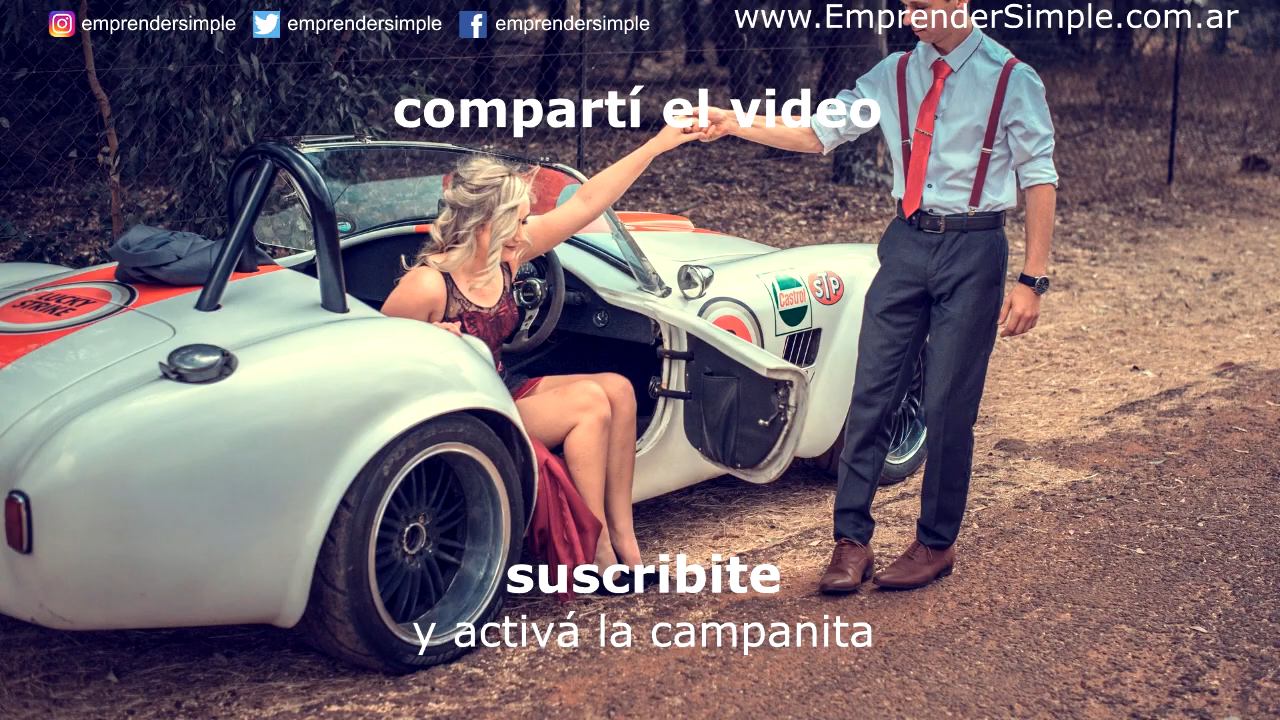 emprendersimple emprendersimple emprendersimple
www.EmprenderSimple.com.ar
compartí el video
LUCKY
STRIKE
Castrol
STP
suscribite
y activá la campanita